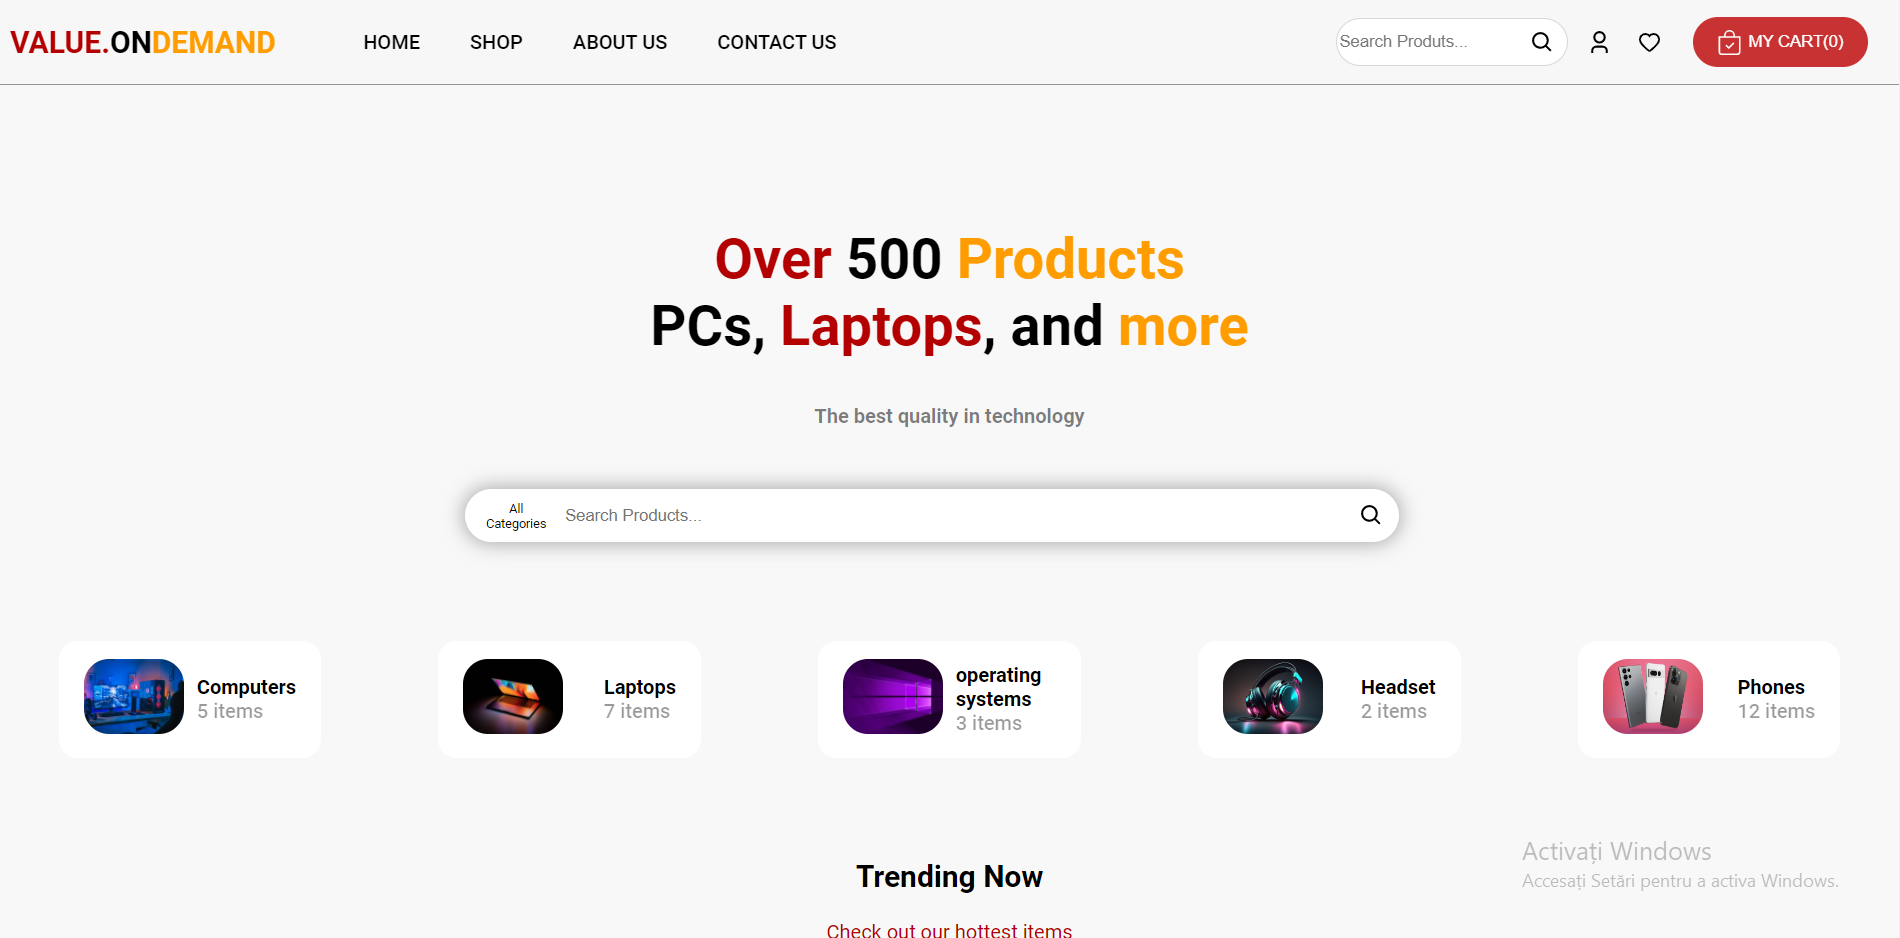 VALUE.ONDEMAND
HOME
SHOP
ABOUT US
CONTACT US
Search Produts...
MY CART(0)
Over 500 Products
PCs, Laptops, and more
The best quality in technology
All
Categories
Search Products...
Computers
5 items
Laptops
7 items
operating
systems
3 items
Headset
2 items
Phones
12 items
Trending Now
Check out our hottest items
Activați Windows
Accesați Setări pentru a activa Windows.